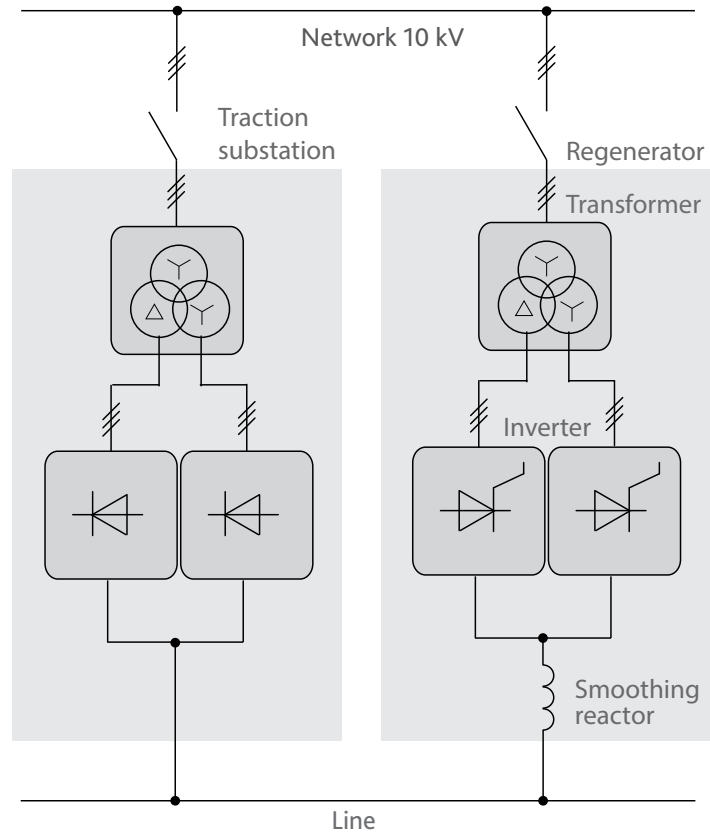 Network 10 kV
Traction
substation
Regenerator
Transformer
Inverter
Smoothing
reactor
Line